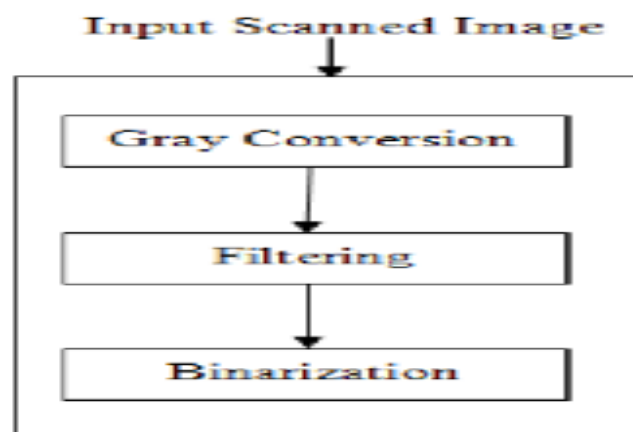 Input Scanned Image
Gray Conversion
Filtering
Binarization